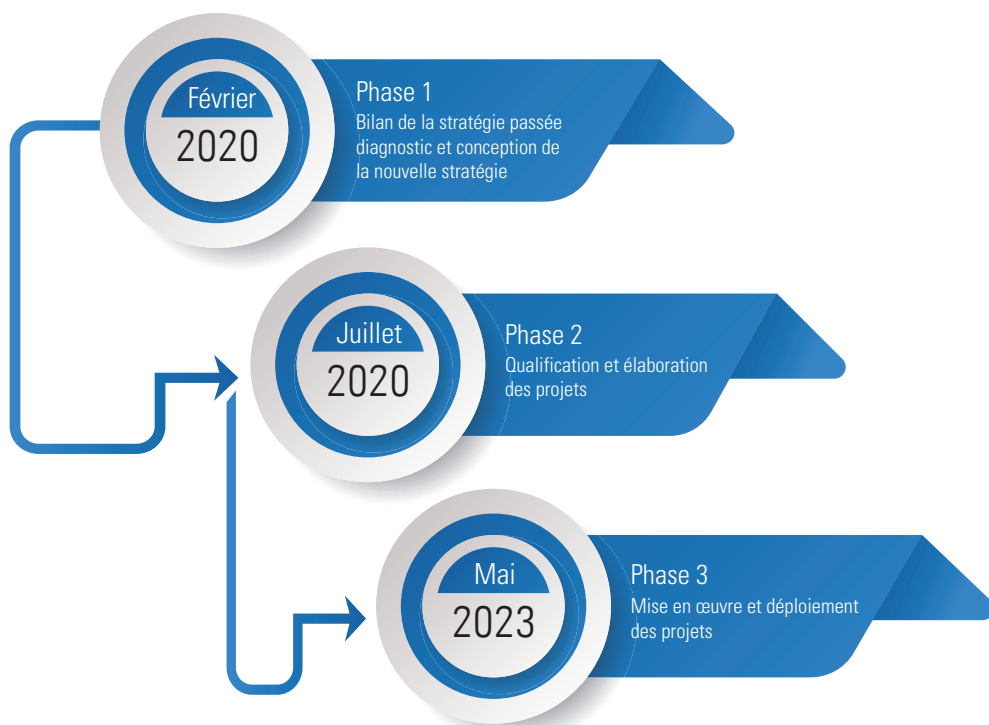 Février
2020
Phase 1
Bilan de la stratégie passée
diagnostic et conception de
la nouvelle stratégie
Juillet
2020
Phase 2
Qualification et élaboration
des projets
Mai
2023
Phase 3
Mise en œuvre et déploiement
des projets